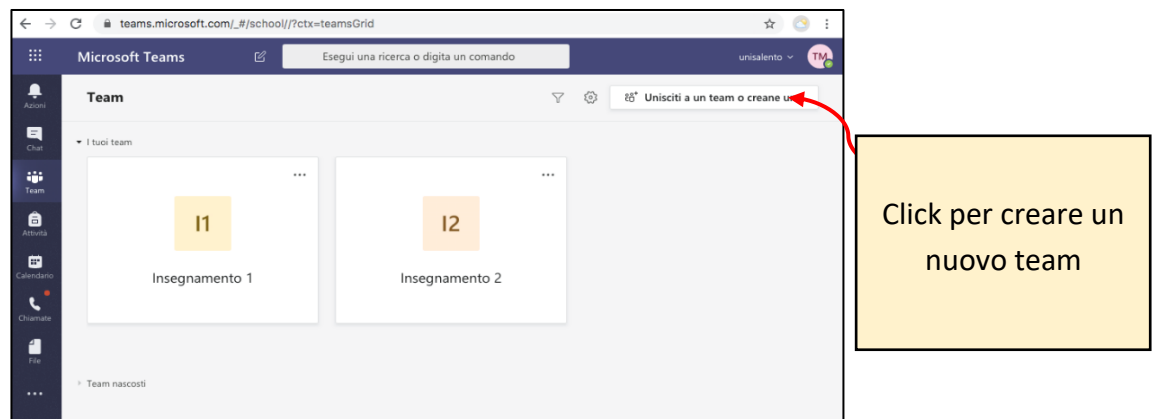 teams.microsoft.com/_#/school//?ctx=teamsGrid
Microsoft Teams
Esegui una ricerca o digita un comando
unisalento
TM
Azioni
Team
Unisciti a un team o creane u
Chat
I tuoi team
Team
I1
I2
Attività
Insegnamento 1
Insegnamento 2
Calendario
Chiamate
File
Team nascosti
Click per creare un
nuovo team